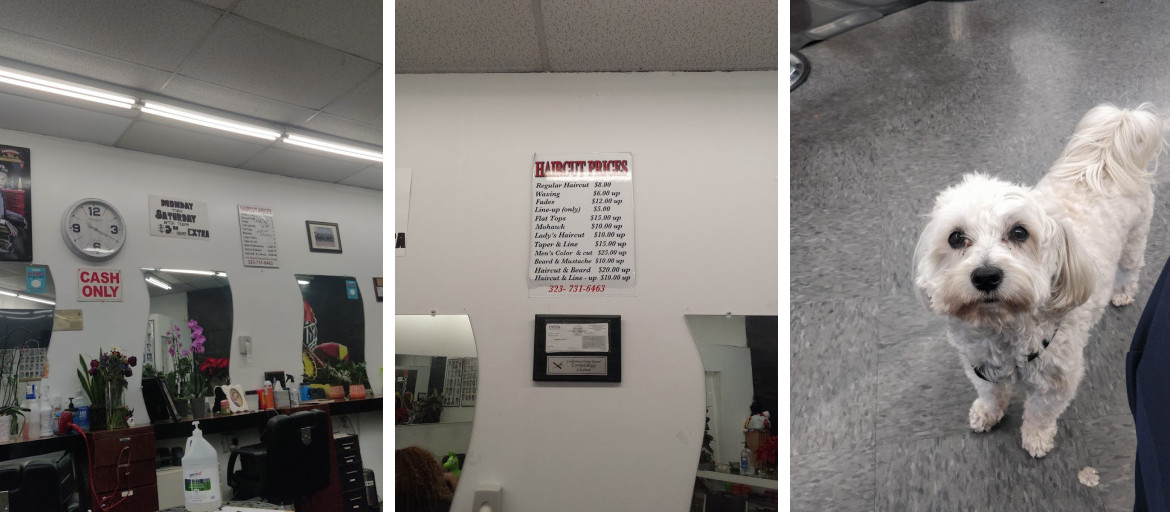 12
MONDAY
SATURDAY
$5
EXTRA
CASH
ONLY
HAIRCUT PRICES
Regular Haircut $8.00
Waxing $6.00 up
Fades $12.00 up
Line-up (only) $5.00
Flat Tops $15.00 up
Mohawk $10.00 up
Lady's Haircut $10.00 up
Taper & Line $15.00 up
Men's Color & cut $25.00 up
Beard & Mustache $10.00 up
Haircut & Beard $20.00 up
Haircut & Line - up $10.00 up
323- 731-6463